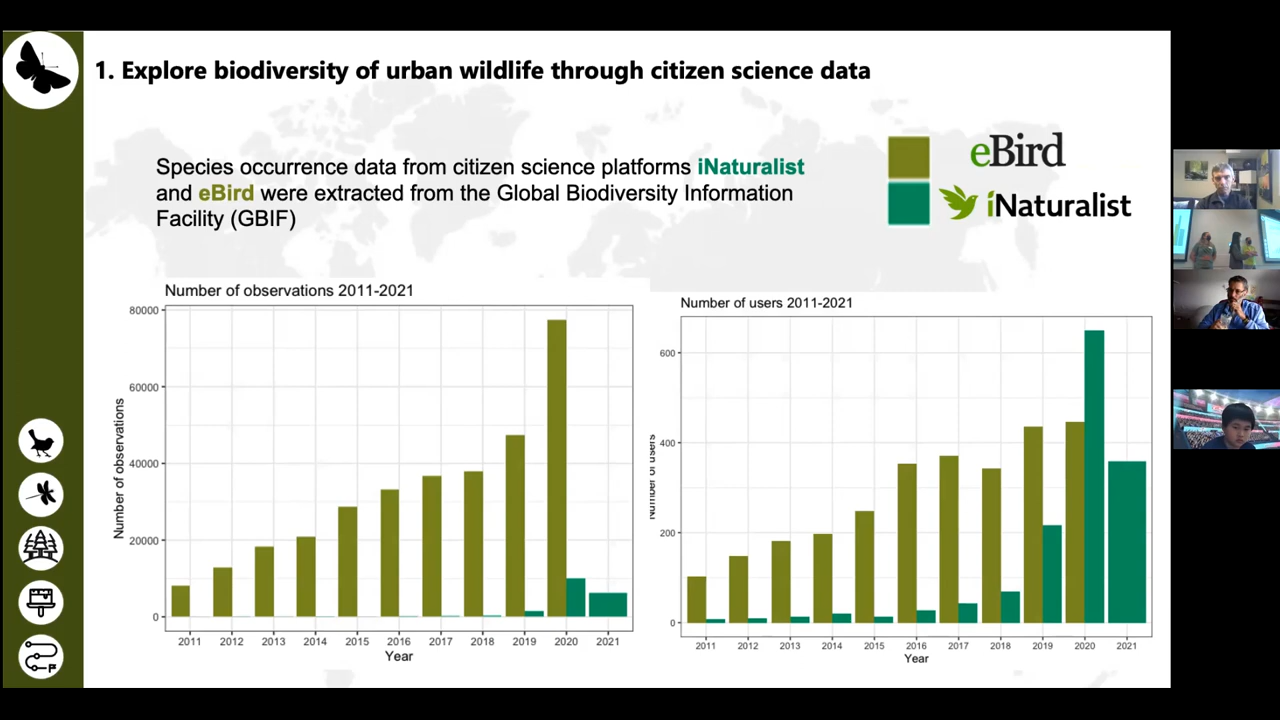 1. Explore biodiversity of urban wildlife through citizen science data
Species occurrence data from citizen science platforms iNaturalist
and eBird were extracted from the Global Biodiversity Information
Facility (GBIF)
eBird
iNaturalist
Number of observations 2011-2021
80000
60000
40000
20000
0
Number of observations
2011 2012 2013 2014 2015 2016 2017 2018 2019 2020 2021
Year
Number of users 2011-2021
600
400
200
0
Number of users
2011 2012 2013 2014 2015 2016 2017 2018 2019 2020 2021
Year